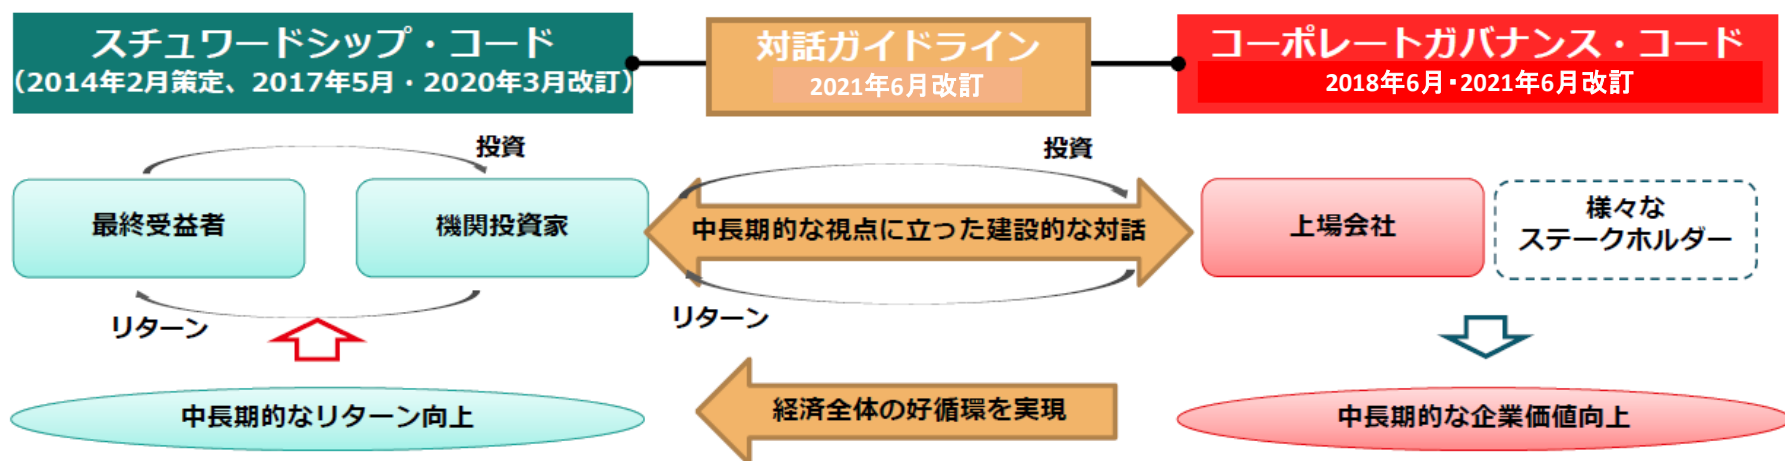 スチュワードシップ・コード
（2014年2月策定、2017年5月・2020年3月改訂）
対話ガイドライン
2021年6月改訂
コーポレートガバナンス・コード
2018年6月・2021年6月改訂
投資
投資
最終受益者
機関投資家
中長期的な視点に立った建設的な対話
上場会社
様々な
ステークホルダー
リターン
リターン
中長期的なリターン向上
経済全体の好循環を実現
中長期的な企業価値向上